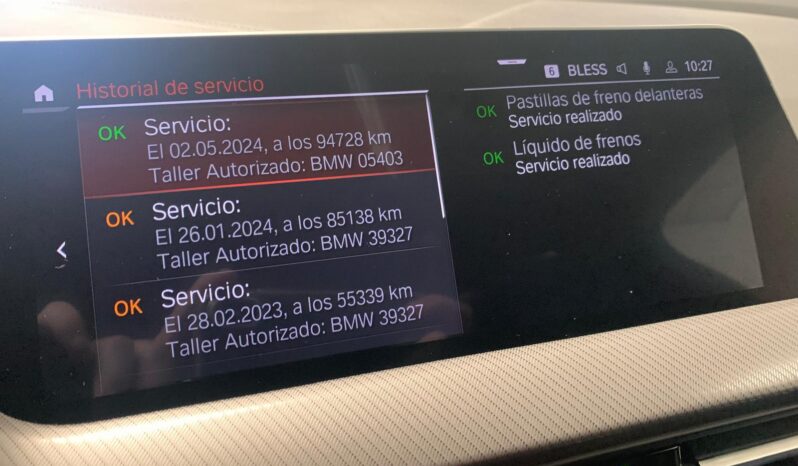 Historial de servicio
6 BLESS 10:27
OK Servicio:
El 02.05.2024, a los 94728 km
Taller Autorizado: BMW 05403
OK Servicio:
El 26.01.2024, a los 85138 km
Taller Autorizado: BMW 39327
OK Servicio:
El 28.02.2023, a los 55339 km
Taller Autorizado: BMW 39327
OK Pastillas de freno delanteras
Servicio realizado
OK Líquido de frenos
Servicio realizado